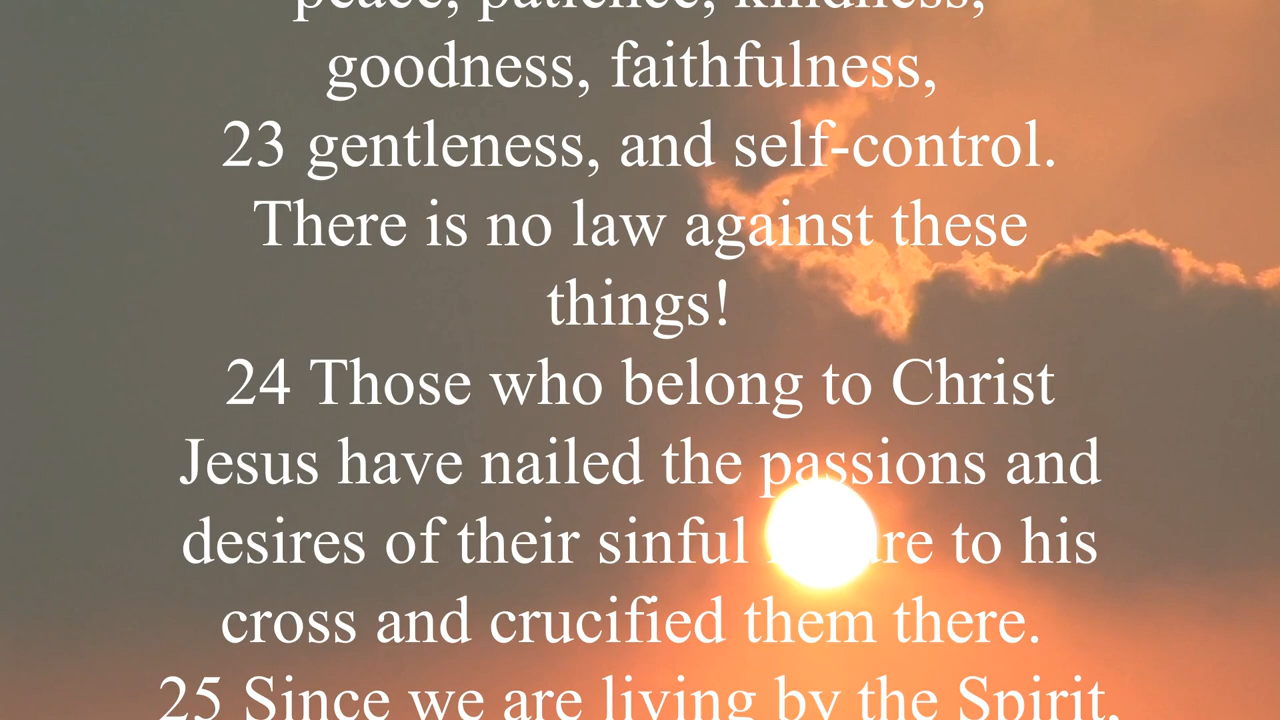 peace, patience, kindness,
goodness, faithfulness,
23 gentleness, and self-control.
There is no law against these
things!
24 Those who belong to Christ
Jesus have nailed the passions and
desires of their sinful to his
cross and crucified them there.
25 Since we are living by the Spirit,